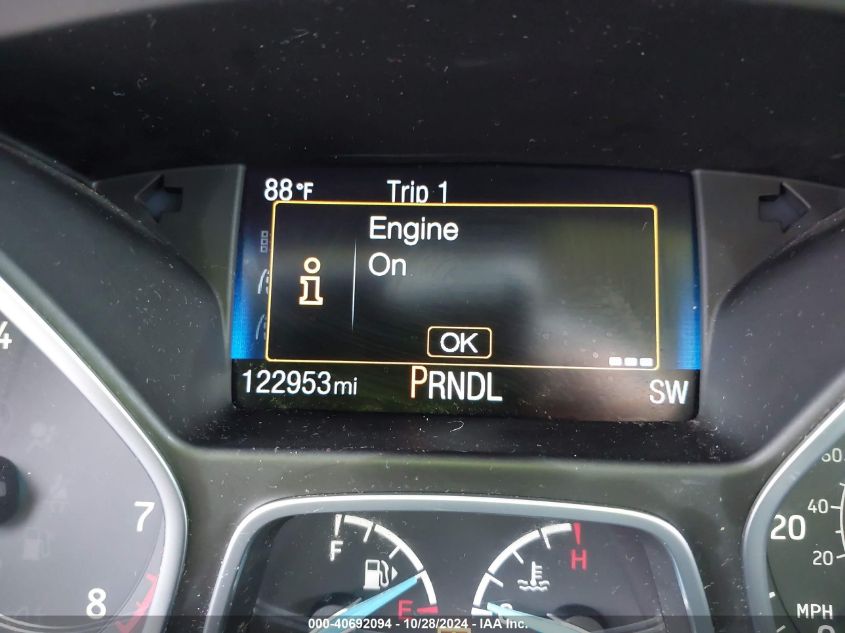 88°F Trip 1
Engine
On
OK
122953mi PRNDL SW
4
7
8
F
E
H
20
40
20
MPH
000-40692094 - 10/28/2024 - IAA Inc.